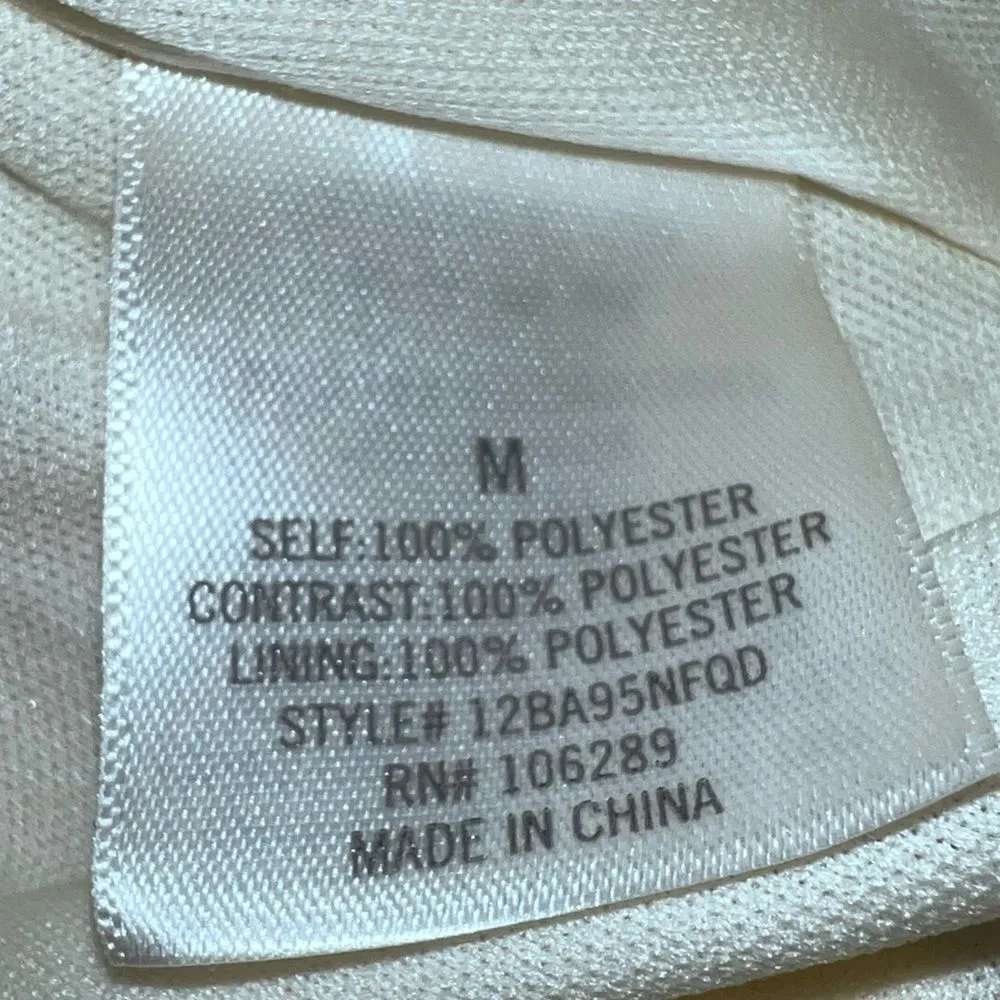 M
SELF:100% POLYESTER
CONTRAST:100% POLYESTER
LINING:100% POLYESTER
STYLE# 12BA95NFQD
RN# 106289
MADE IN CHINA